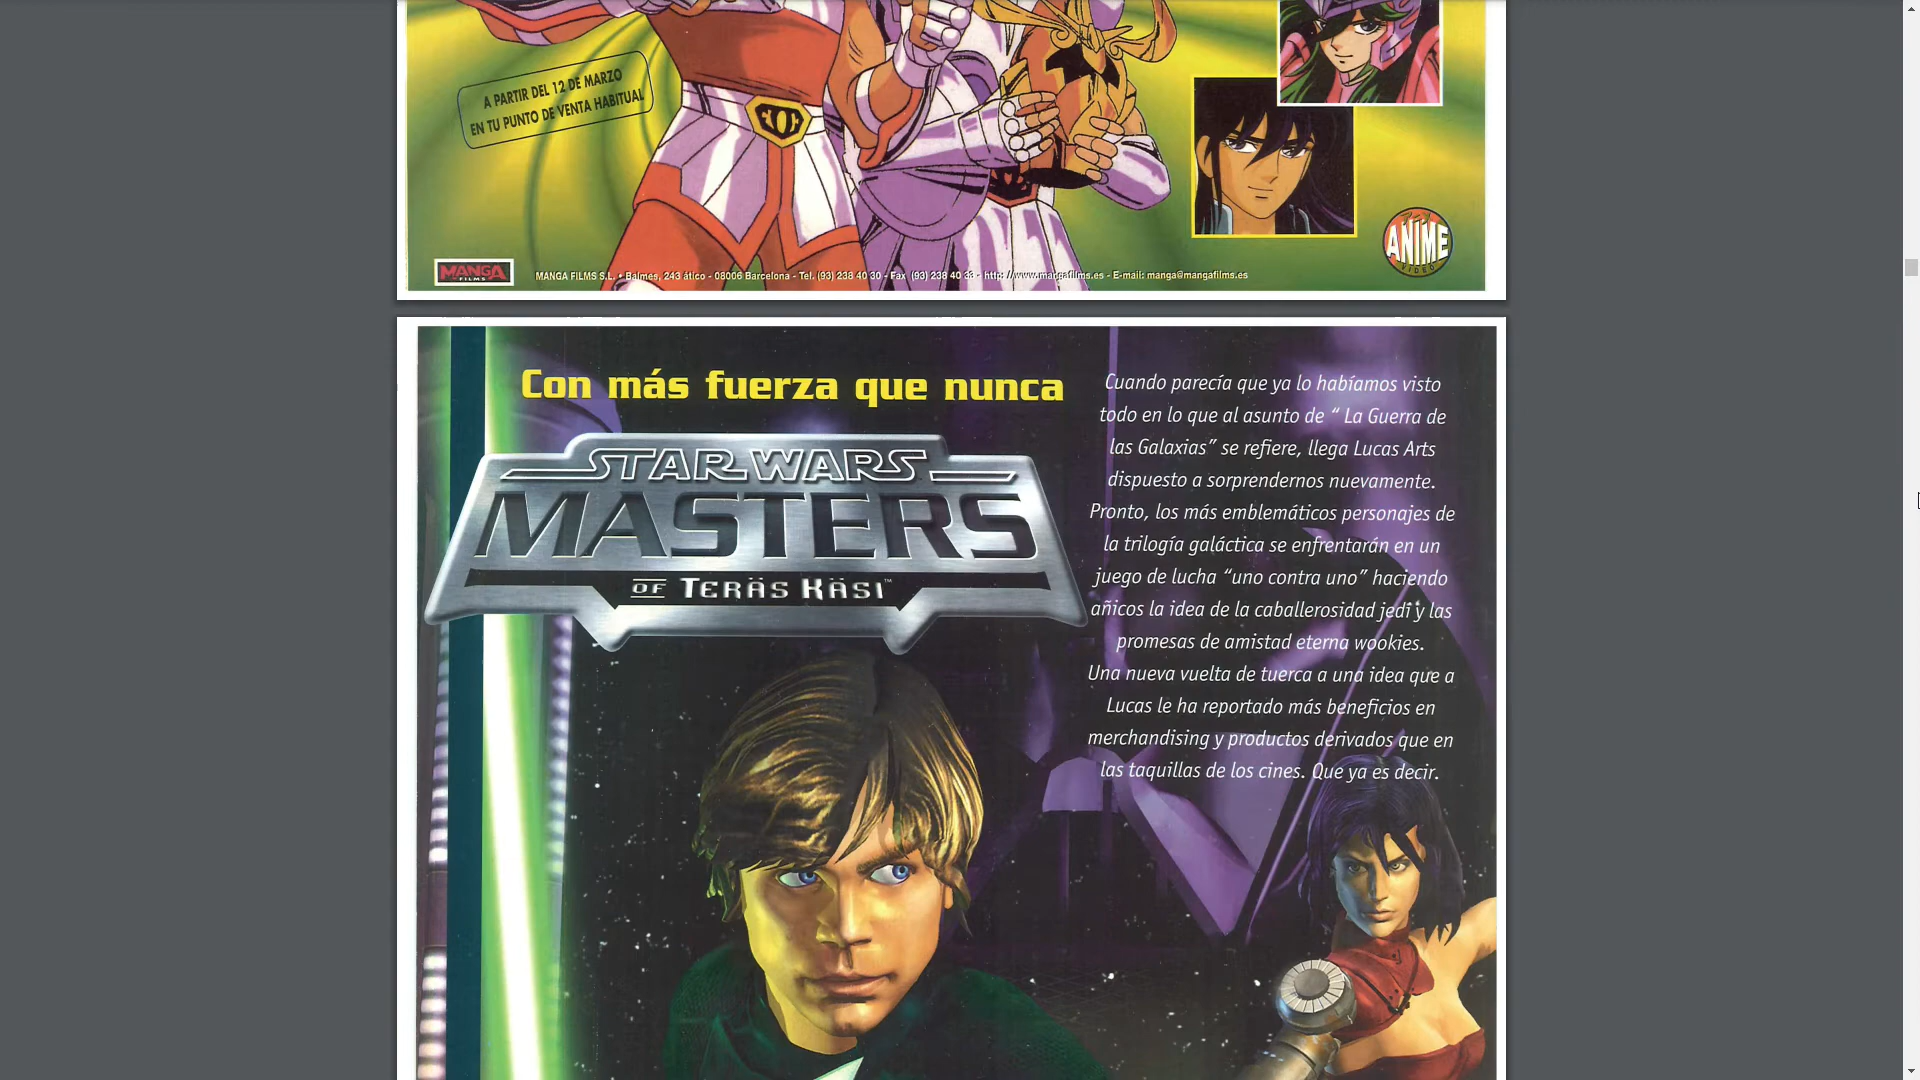 A PARTIR DEL 12 DE MARZO
EN TU PUNTO DE VENTA HABITUAL
MANGA
FILMS
MANGA FILMS S.L. • Balmes, 243 ático - 08006 Barcelona - Tel. (93) 238 40 30 - Fax (93) 238 40 33 - http://www.mangafilms.es - E-mail: manga@mangafilms.es
ANIME
VIDEO
Con más fuerza que nunca
STAR WARS
MASTERS
OF TERÄS KÄSI™
Cuando parecía que ya lo habíamos visto
todo en lo que al asunto de “ La Guerra de
las Galaxias” se refiere, llega Lucas Arts
dispuesto a sorprendernos nuevamente.
Pronto, los más emblemáticos personajes de
la trilogía galáctica se enfrentarán en un
juego de lucha “uno contra uno” haciendo
añicos la idea de la caballerosidad jedi y las
promesas de amistad eterna wookies.
Una nueva vuelta de tuerca a una idea que a
Lucas le ha reportado más beneficios en
merchandising y productos derivados que en
las taquillas de los cines. Que ya es decir.